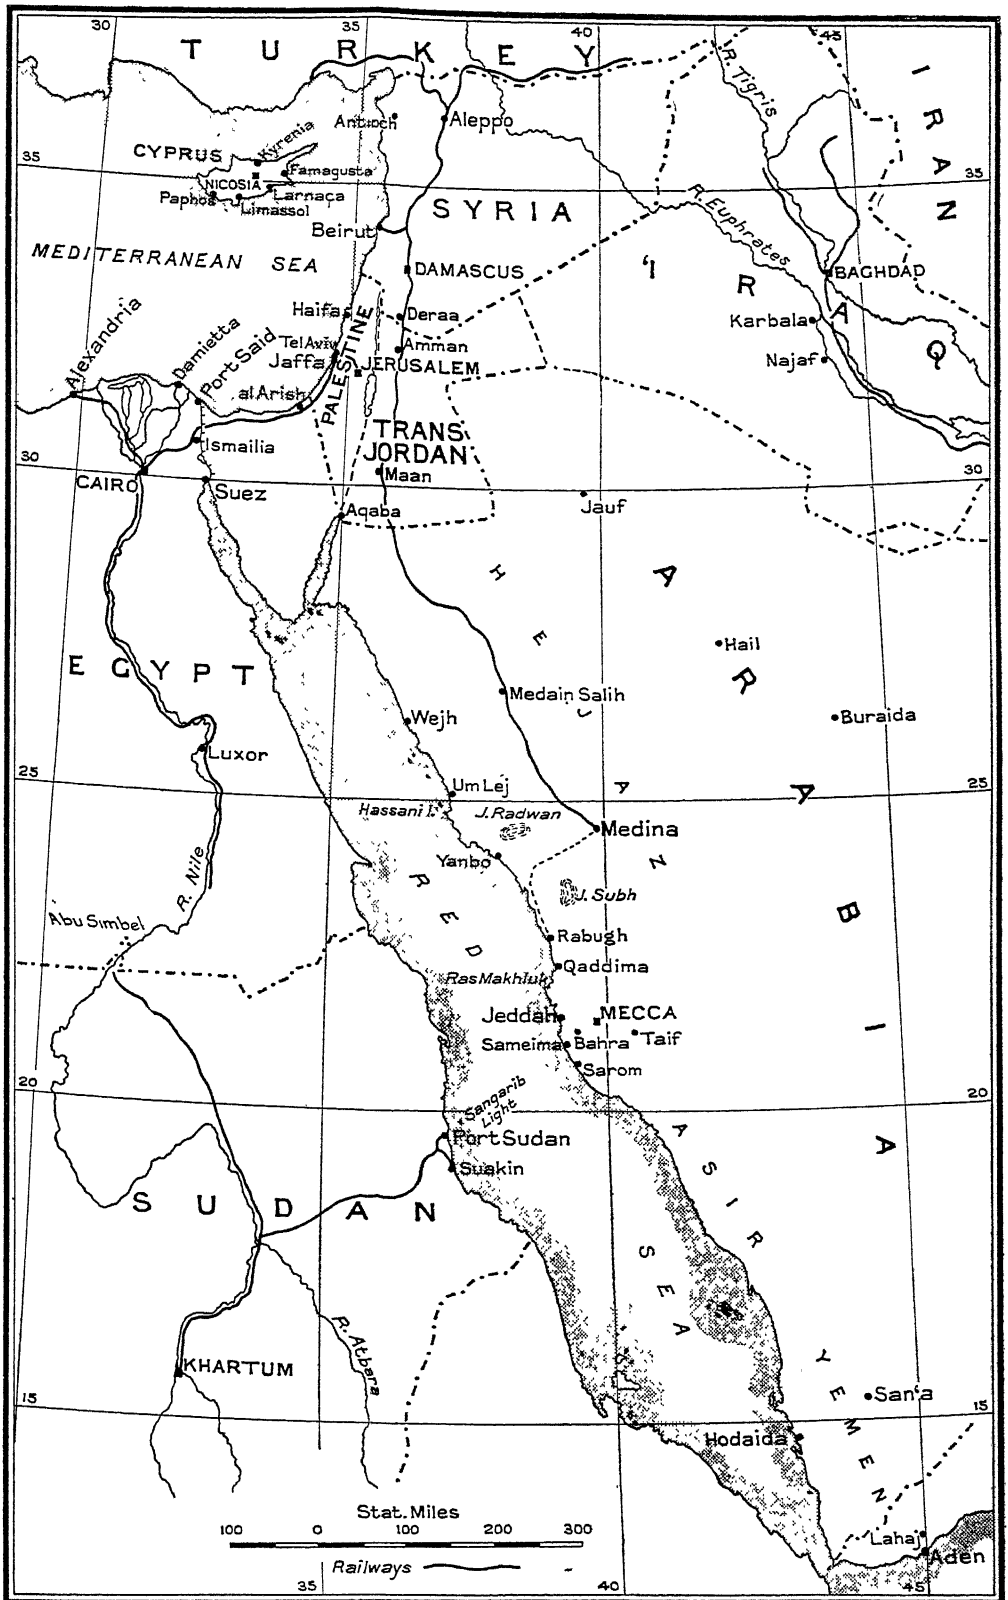 30
35
40
45
TURKEY
IRAN
R. Tigris
Antioch
Aleppo
CYPRUS
Kyrenia
35
35
NICOSIA
Famagusta
Paphos
Larnaca
Limassol
SYRIA
R. Euphrates
Beirut
MEDITERRANEAN SEA
DAMASCUS
'IRAQ
BAGHDAD
Alexandria
Damietta
Port Said
Haifa
Deraa
Karbala
Tel Aviv
Amman
Jaffa
JERUSALEM
Najaf
PALESTINE
al Arish
TRANS
JORDAN
Ismailia
30
30
CAIRO
Maan
Suez
Jauf
Aqaba
HEJAZ
ARABIA
Hail
EGYPT
Medain Salih
Wejh
Buraida
Luxor
25
25
Um Lej
Hassani I.
J. Radwan
Medina
Yanbo
R. Nile
J. Subh
RED
SEA
Abu Simbel
Rabugh
Qaddima
Ras Makhluk
Jeddah
MECCA
Sameima
Bahra
Taif
Sarom
20
20
Sangarib
Light
Port Sudan
Suakin
ASIR
SUDAN
R. Atbara
KHARTUM
YEMEN
San'a
15
15
Hodaida
Stat. Miles
100 0 100 200 300
Railways
Lahaj
Aden
35
40
45